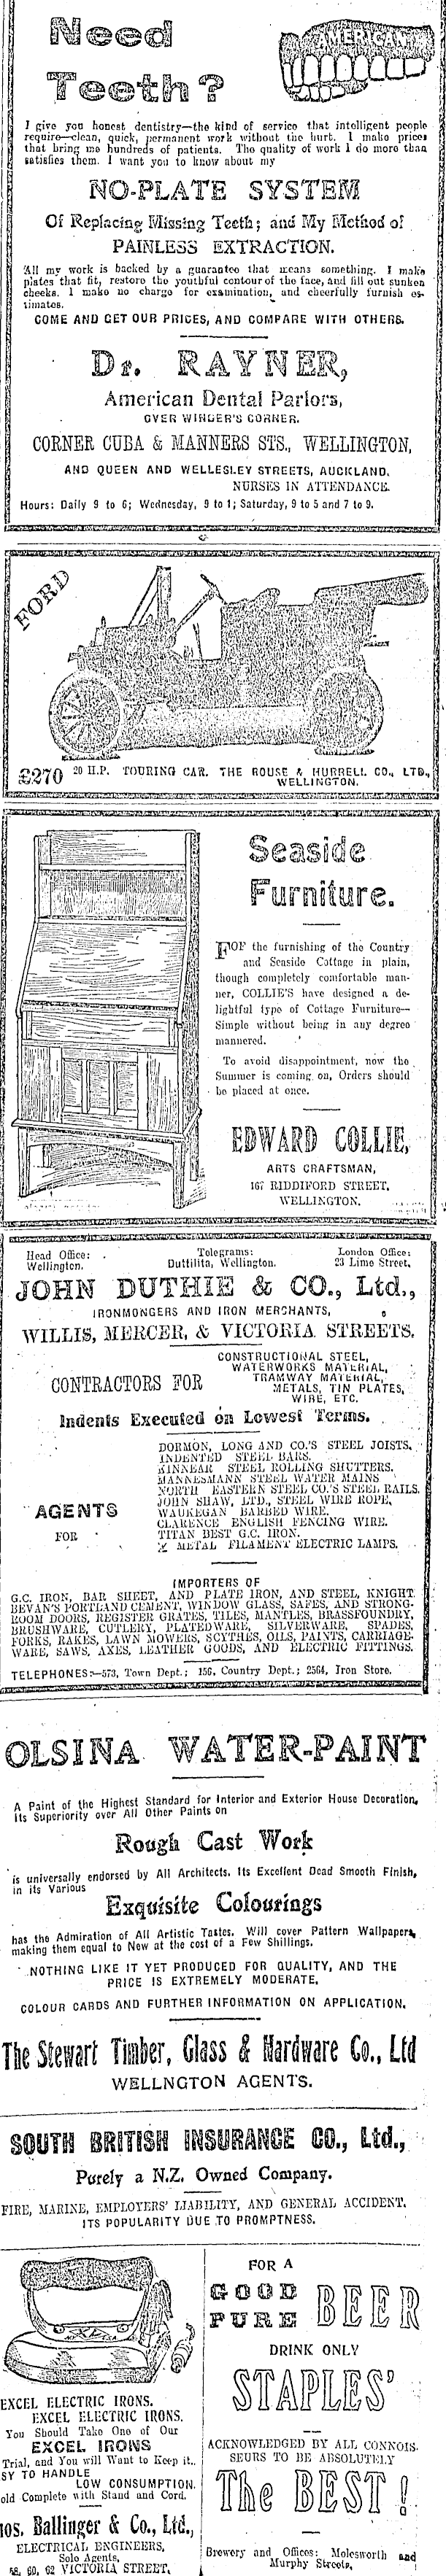 Need
Teeth?
AMERICAN
I give you honest dentistry—the kind of service that intelligent people
require—clean, quick, permanent work without the hurt. I make prices
that bring me hundreds of patients. The quality of work I do more than
satisfies them. I want you to know about my
NO-PLATE SYSTEM
Of Replacing Missing Teeth; and My Method of
PAINLESS EXTRACTION.
All my work is backed by a guarantee that means something. I make
plates that fit, restore the youthful contour of the face, and fill out sunken
cheeks. I make no charge for examination, and cheerfully furnish es-
timates.
COME AND GET OUR PRICES, AND COMPARE WITH OTHERS.
Dr. RAYNER,
American Dental Parlors,
OVER WINDER'S CORNER.
CORNER CUBA & MANNERS STS., WELLINGTON,
AND QUEEN AND WELLESLEY STREETS, AUCKLAND.
NURSES IN ATTENDANCE.
Hours: Daily 9 to 6; Wednesday, 9 to 1; Saturday, 9 to 5 and 7 to 9.
FORD
£270 20 H.P. TOURING CAR. THE ROUSE & HURRELL CO., LTD.,
WELLINGTON.
Seaside
Furniture.
FOR the furnishing of the Country
and Seaside Cottage in plain,
though completely comfortable man-
ner, COLLIE'S have designed a de-
lightful type of Cottage Furniture—
Simple without being in any degree
mannered.
To avoid disappointment, now the
Summer is coming on, Orders should
be placed at once.
EDWARD COLLIE,
ARTS CRAFTSMAN,
167 RIDDIFORD STREET,
WELLINGTON.
Head Office: Telegrams: London Office:
Wellington. Duttilita, Wellington. 23 Lime Street,
JOHN DUTHIE & CO., Ltd.,
IRONMONGERS AND IRON MERCHANTS,
WILLIS, MERCER, & VICTORIA STREETS.
CONTRACTORS FOR
CONSTRUCTIONAL STEEL,
WATERWORKS MATERIAL,
TRAMWAY MATERIAL,
METALS, TIN PLATES,
WIRE, ETC.
Indents Executed on Lowest Terms.
AGENTS
FOR
DORMON, LONG AND CO.'S STEEL JOISTS.
INDENTED STEEL BARS.
KINNEAR STEEL ROLLING SHUTTERS.
MANNESMANN STEEL WATER MAINS
NORTH EASTERN STEEL CO.'S STEEL RAILS.
JOHN SHAW, LTD., STEEL WIRE ROPE,
WAUKEGAN BARBED WIRE.
CLARENCE ENGLISH FENCING WIRE.
TITAN BEST G.C. IRON.
Z METAL FILAMENT ELECTRIC LAMPS.
IMPORTERS OF
G.C. IRON, BAR SHEET, AND PLATE IRON, AND STEEL, KNIGHT
BEVAN'S PORTLAND CEMENT, WINDOW GLASS, SAFES, AND STRONG-
ROOM DOORS, REGISTER GRATES, TILES, MANTLES, BRASSFOUNDRY,
BRUSHWARE, CUTLERY, PLATEDWARE, SILVERWARE, SPADES,
FORKS, RAKES, LAWN MOWERS, SCYTHES, OILS, PAINTS, CARRIAGE-
WARE, SAWS, AXES, LEATHER GOODS, AND ELECTRIC FITTINGS.
TELEPHONES:—573, Town Dept.; 156, Country Dept.; 2564, Iron Store.
OLSINA WATER-PAINT
A Paint of the Highest Standard for Interior and Exterior House Decoration,
Its Superiority over All Other Paints on
Rough Cast Work
is universally endorsed by All Architects. Its Excellent Dead Smooth Finish,
in its Various
Exquisite Colourings
has the Admiration of All Artistic Tastes. Will cover Pattern Wallpapers,
making them equal to New at the cost of a Few Shillings.
NOTHING LIKE IT YET PRODUCED FOR QUALITY, AND THE
PRICE IS EXTREMELY MODERATE.
COLOUR CARDS AND FURTHER INFORMATION ON APPLICATION.
The Stewart Timber, Glass & Hardware Co., Ltd
WELLNGTON AGENTS.
SOUTH BRITISH INSURANCE CO., Ltd.,
Purely a N.Z. Owned Company.
FIRE, MARINE, EMPLOYERS' LIABILITY, AND GENERAL ACCIDENT.
ITS POPULARITY DUE TO PROMPTNESS.
EXCEL ELECTRIC IRONS.
EXCEL ELECTRIC IRONS.
You Should Take One of Our
EXCEL IRONS
Trial, and You will Want to Keep it.
SY TO HANDLE
LOW CONSUMPTION.
old Complete with Stand and Cord.
os. Ballinger & Co., Ltd.,
ELECTRICAL ENGINEERS,
Sole Agents,
58, 60, 62 VICTORIA STREET,
FOR A
GOOD PURE BEER
DRINK ONLY
STAPLES'
ACKNOWLEDGED BY ALL CONNOIS-
SEURS TO BE ABSOLUTELY
The BEST!
Brewery and Offices: Molesworth and
Murphy Streets,